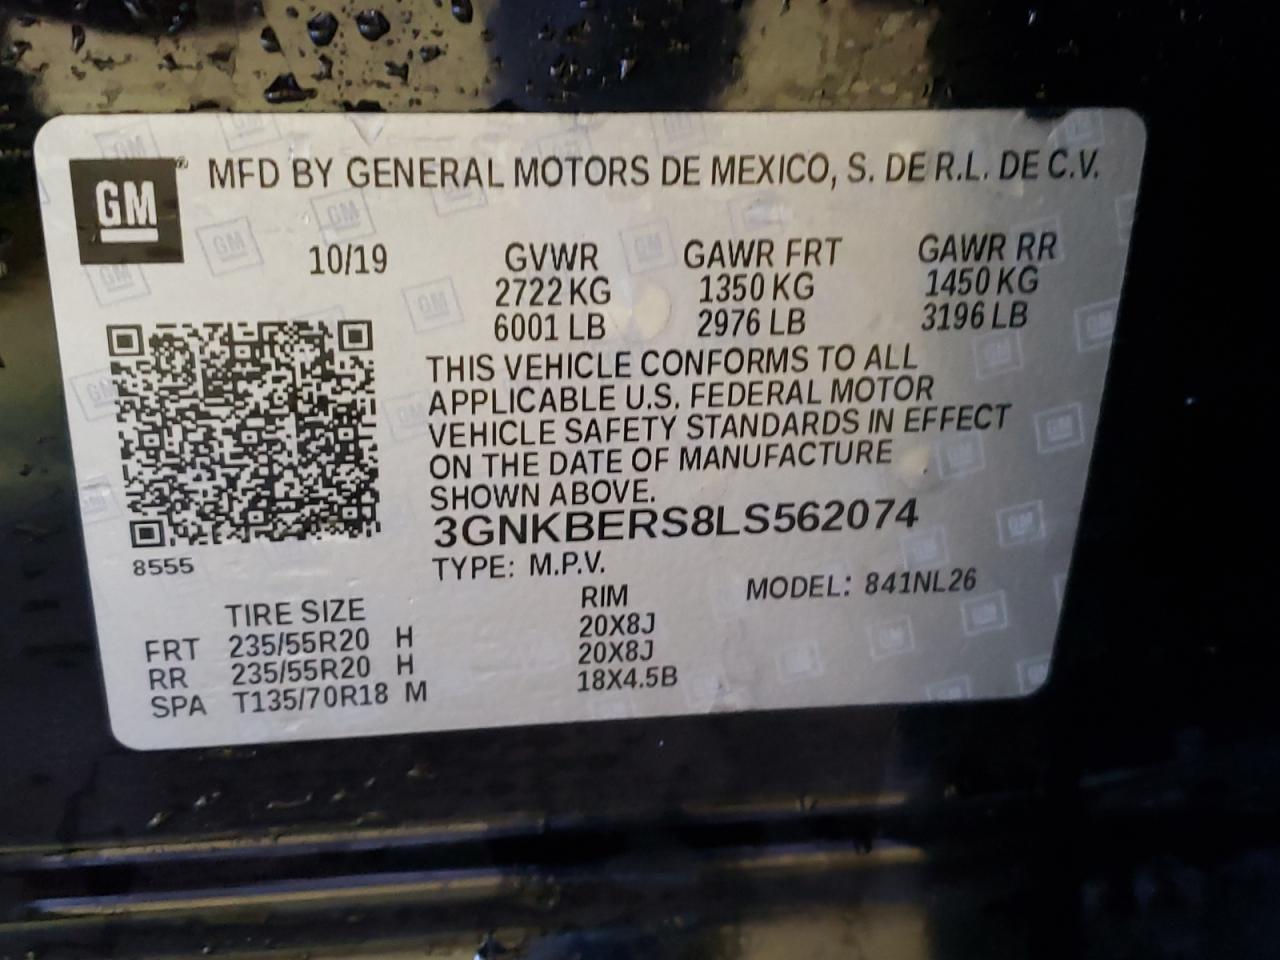 GM® MFD BY GENERAL MOTORS DE MEXICO, S. DE R.L. DE C.V.
10/19 GVWR GAWR FRT GAWR RR
2722 KG 1350 KG 1450 KG
6001 LB 2976 LB 3196 LB
THIS VEHICLE CONFORMS TO ALL
APPLICABLE U.S. FEDERAL MOTOR
VEHICLE SAFETY STANDARDS IN EFFECT
ON THE DATE OF MANUFACTURE
SHOWN ABOVE.
3GNKBERS8LS562074
8555 TYPE: M.P.V. MODEL: 841NL26
TIRE SIZE RIM
FRT 235/55R20 H 20X8J
RR 235/55R20 H 20X8J
SPA T135/70R18 M 18X4.5B